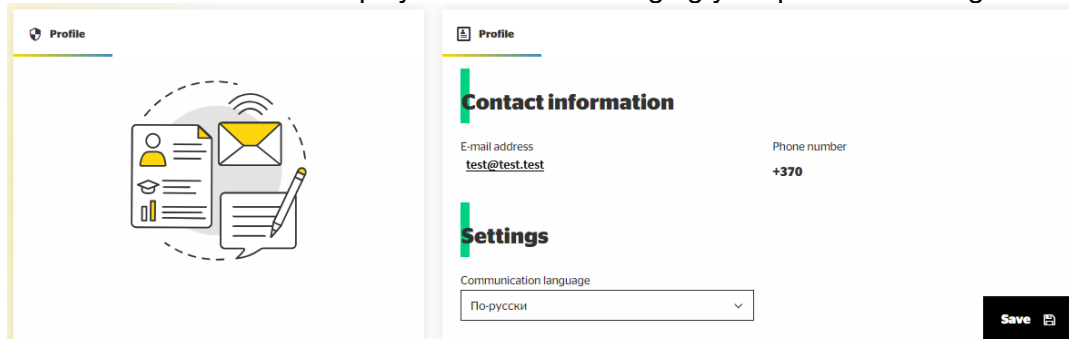 Profile
Profile
Contact information
E-mail address
Phone number
test@test.test
+370
Settings
Communication language
По-русски
Save